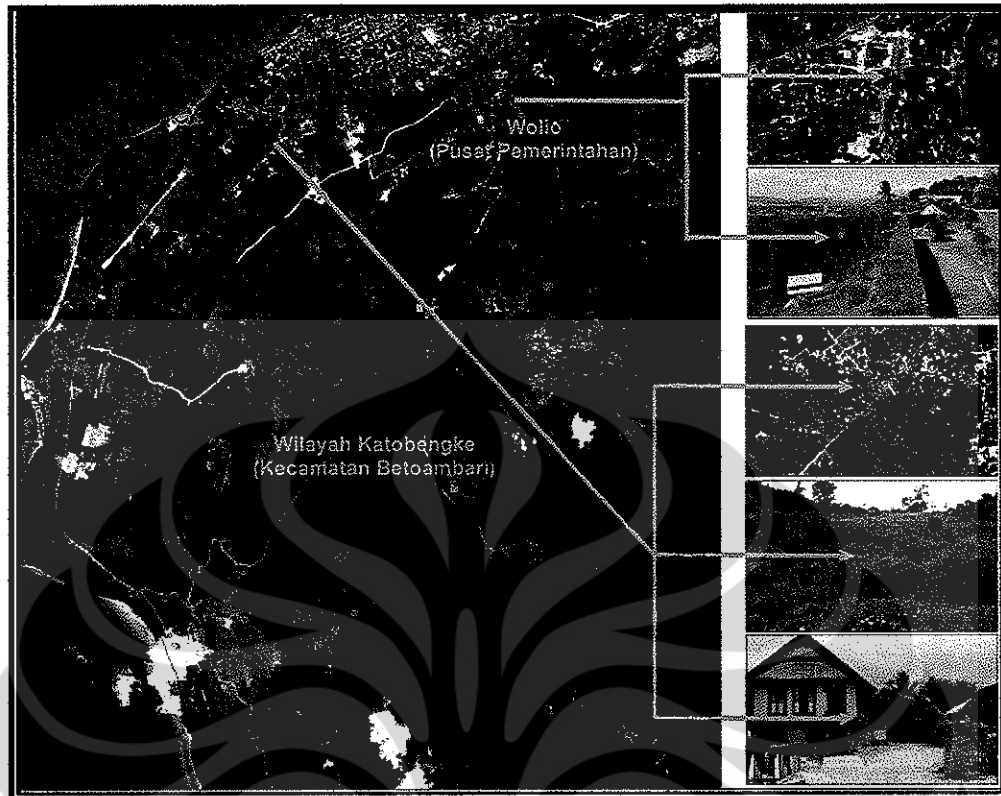 Wolio
(Pusat Pemerintahan)
Wilayah Katobengke
(Kecamatan Betoambari)